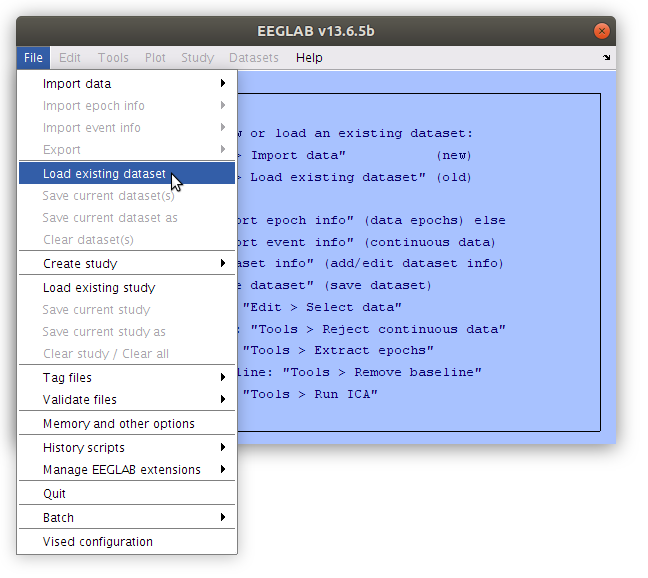 EEGLAB v13.6.5b
File Edit Tools Plot Study Datasets Help
Import data
Import epoch info
Import event info
Export
Load existing dataset
Save current dataset(s)
Save current dataset as
Clear dataset(s)
Create study
Load existing study
Save current study
Save current study as
Clear study / Clear all
Tag files
Validate files
Memory and other options
History scripts
Manage EEGLAB extensions
Quit
Batch
Vised configuration
w or load an existing dataset:
> Import data" (new)
> Load existing dataset" (old)
ort epoch info" (data epochs) else
ort event info" (continuous data)
aset info" (add/edit dataset info)
e dataset" (save dataset)
"Edit > Select data"
: "Tools > Reject continuous data"
"Tools > Extract epochs"
line: "Tools > Remove baseline"
"Tools > Run ICA"